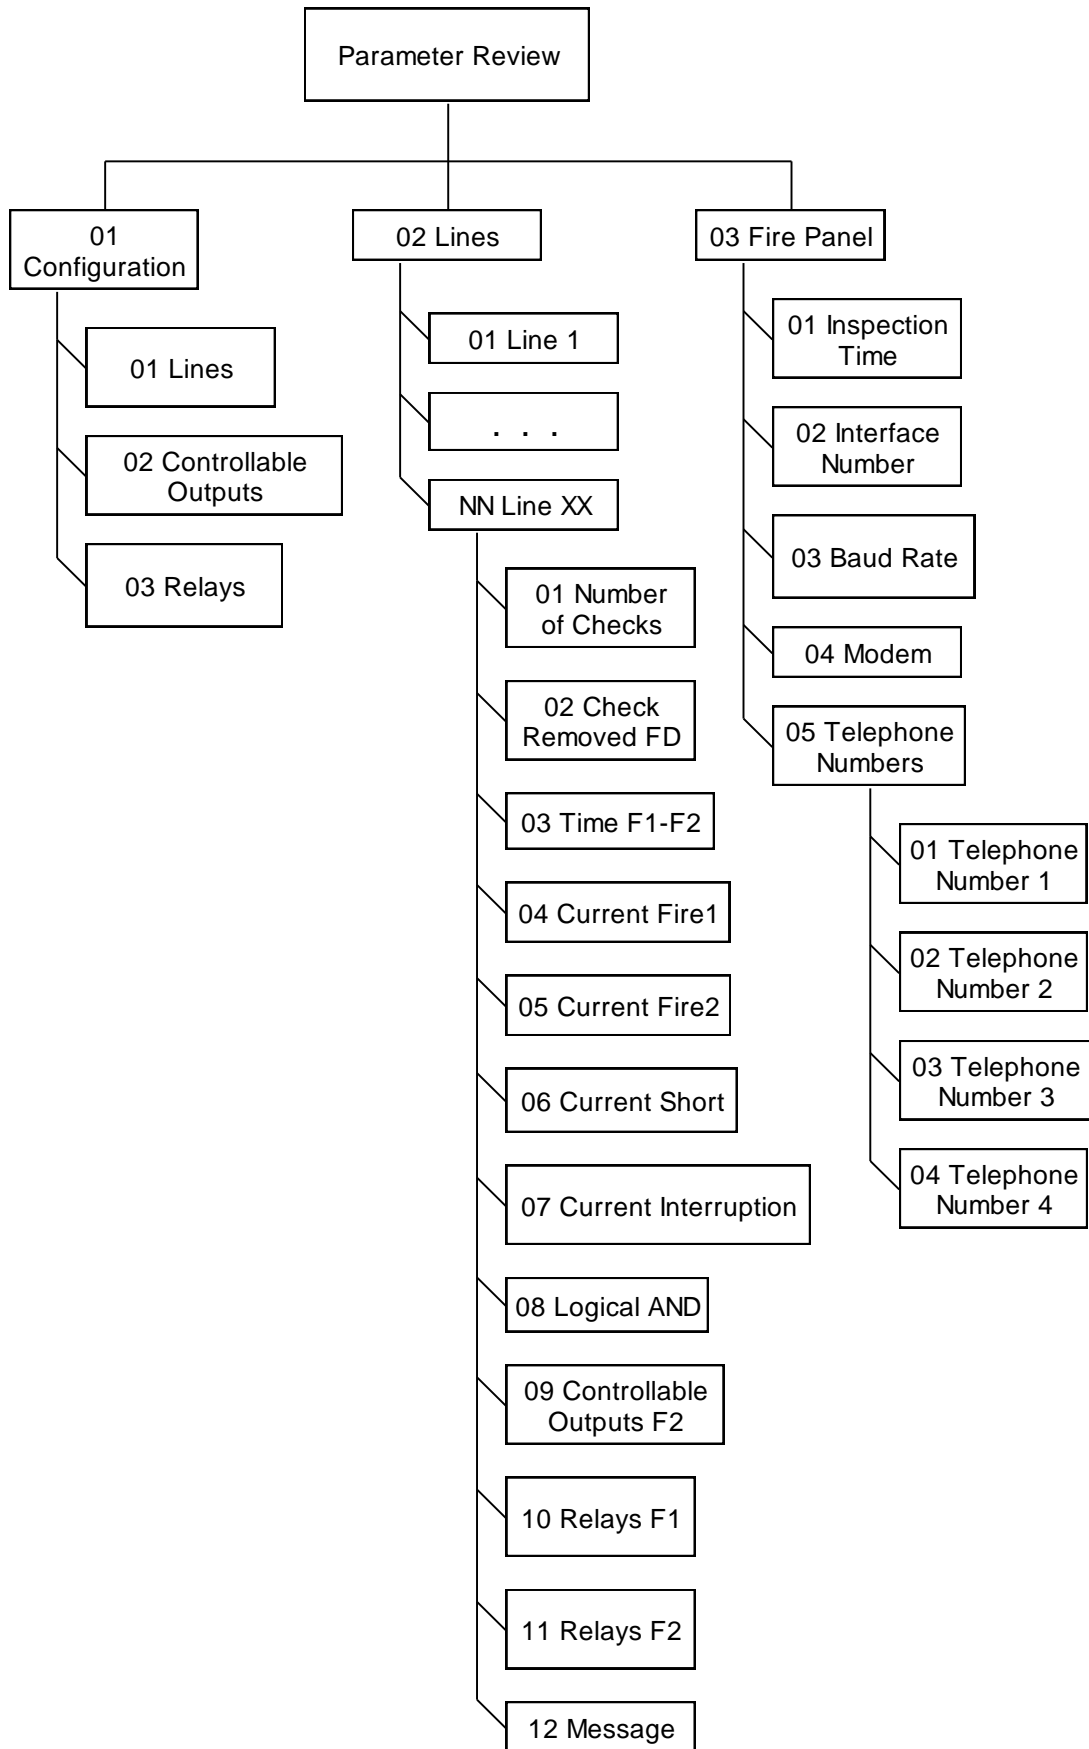 Parameter Review
01
Configuration
01 Lines
02 Controllable
Outputs
03 Relays
02 Lines
01 Line 1
. . .
NN Line XX
01 Number
of Checks
02 Check
Removed FD
03 Time F1-F2
04 Current Fire1
05 Current Fire2
06 Current Short
07 Current Interruption
08 Logical AND
09 Controllable
Outputs F2
10 Relays F1
11 Relays F2
12 Message
03 Fire Panel
01 Inspection
Time
02 Interface
Number
03 Baud Rate
04 Modem
05 Telephone
Numbers
01 Telephone
Number 1
02 Telephone
Number 2
03 Telephone
Number 3
04 Telephone
Number 4